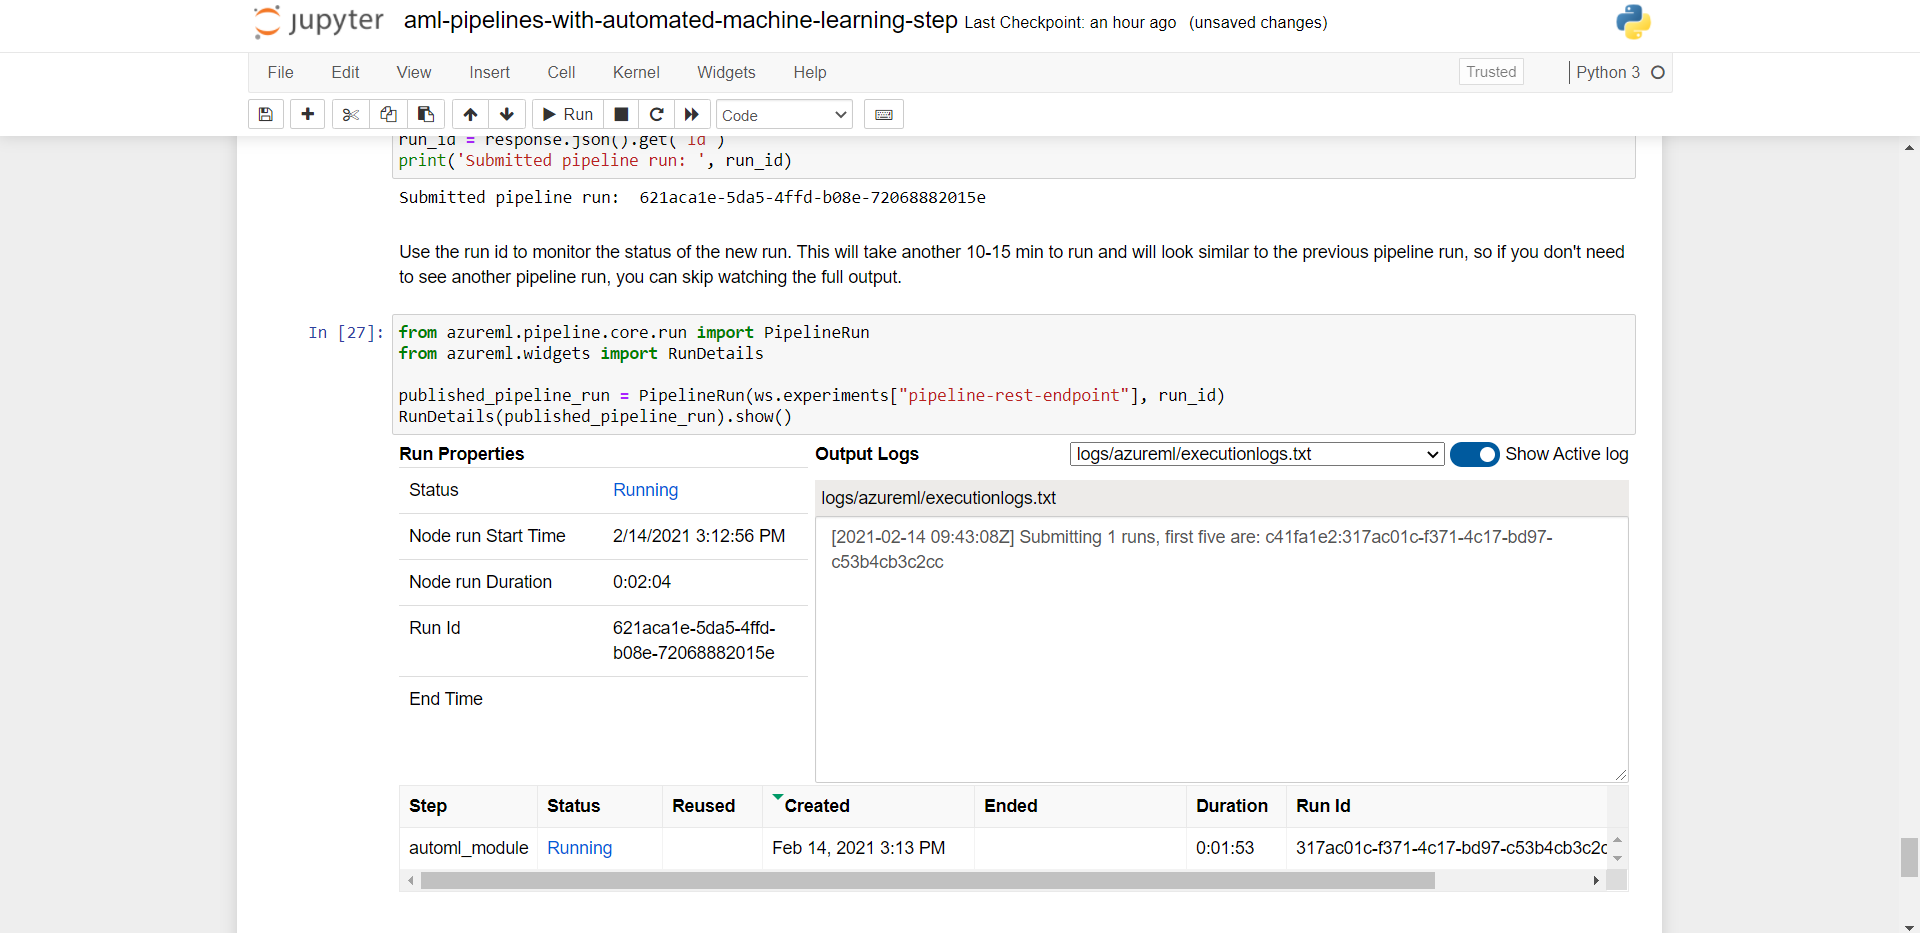 jupyter aml-pipelines-with-automated-machine-learning-step Last Checkpoint: an hour ago (unsaved changes)
File Edit View Insert Cell Kernel Widgets Help Trusted Python 3
Run Code
run_id = response.json().get('Id')
print('Submitted pipeline run: ', run_id)
Submitted pipeline run:  621aca1e-5da5-4ffd-b08e-72068882015e
Use the run id to monitor the status of the new run. This will take another 10-15 min to run and will look similar to the previous pipeline run, so if you don't need
to see another pipeline run, you can skip watching the full output.
In [27]: from azureml.pipeline.core.run import PipelineRun
from azureml.widgets import RunDetails
published_pipeline_run = PipelineRun(ws.experiments["pipeline-rest-endpoint"], run_id)
RunDetails(published_pipeline_run).show()
Run Properties
Status Running
Node run Start Time 2/14/2021 3:12:56 PM
Node run Duration 0:02:04
Run Id 621aca1e-5da5-4ffd-
b08e-72068882015e
End Time
Output Logs logs/azureml/executionlogs.txt Show Active log
logs/azureml/executionlogs.txt
[2021-02-14 09:43:08Z] Submitting 1 runs, first five are: c41fa1e2:317ac01c-f371-4c17-bd97-
c53b4cb3c2cc
Step Status Reused Created Ended Duration Run Id
automl_module Running Feb 14, 2021 3:13 PM 0:01:53 317ac01c-f371-4c17-bd97-c53b4cb3c2c